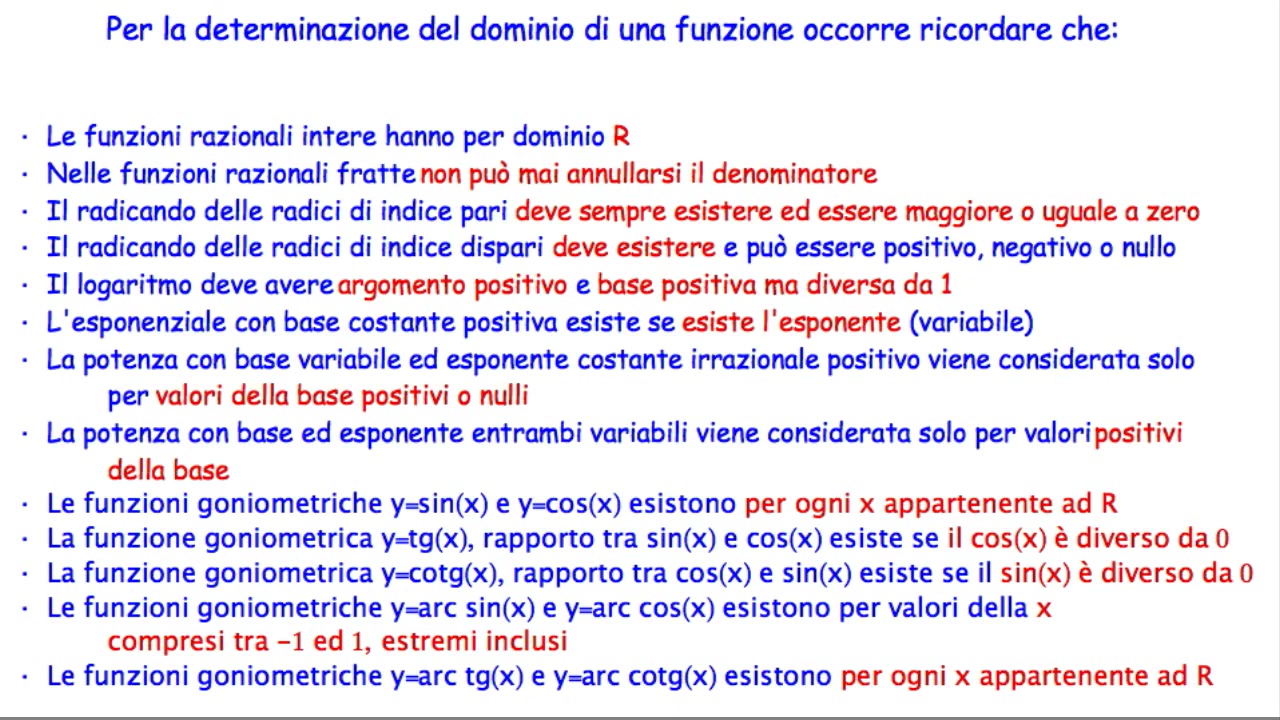 Per la determinazione del dominio di una funzione occorre ricordare che:
· Le funzioni razionali intere hanno per dominio R
· Nelle funzioni razionali fratte non può mai annullarsi il denominatore
· Il radicando delle radici di indice pari deve sempre esistere ed essere maggiore o uguale a zero
· Il radicando delle radici di indice dispari deve esistere e può essere positivo, negativo o nullo
· Il logaritmo deve avere argomento positivo e base positiva ma diversa da 1
· L'esponenziale con base costante positiva esiste se esiste l'esponente (variabile)
· La potenza con base variabile ed esponente costante irrazionale positivo viene considerata solo
per valori della base positivi o nulli
· La potenza con base ed esponente entrambi variabili viene considerata solo per valori positivi
della base
· Le funzioni goniometriche y=sin(x) e y=cos(x) esistono per ogni x appartenente ad R
· La funzione goniometrica y=tg(x), rapporto tra sin(x) e cos(x) esiste se il cos(x) è diverso da 0
· La funzione goniometrica y=cotg(x), rapporto tra cos(x) e sin(x) esiste se il sin(x) è diverso da 0
· Le funzioni goniometriche y=arc sin(x) e y=arc cos(x) esistono per valori della x
compresi tra −1 ed 1, estremi inclusi
· Le funzioni goniometriche y=arc tg(x) e y=arc cotg(x) esistono per ogni x appartenente ad R